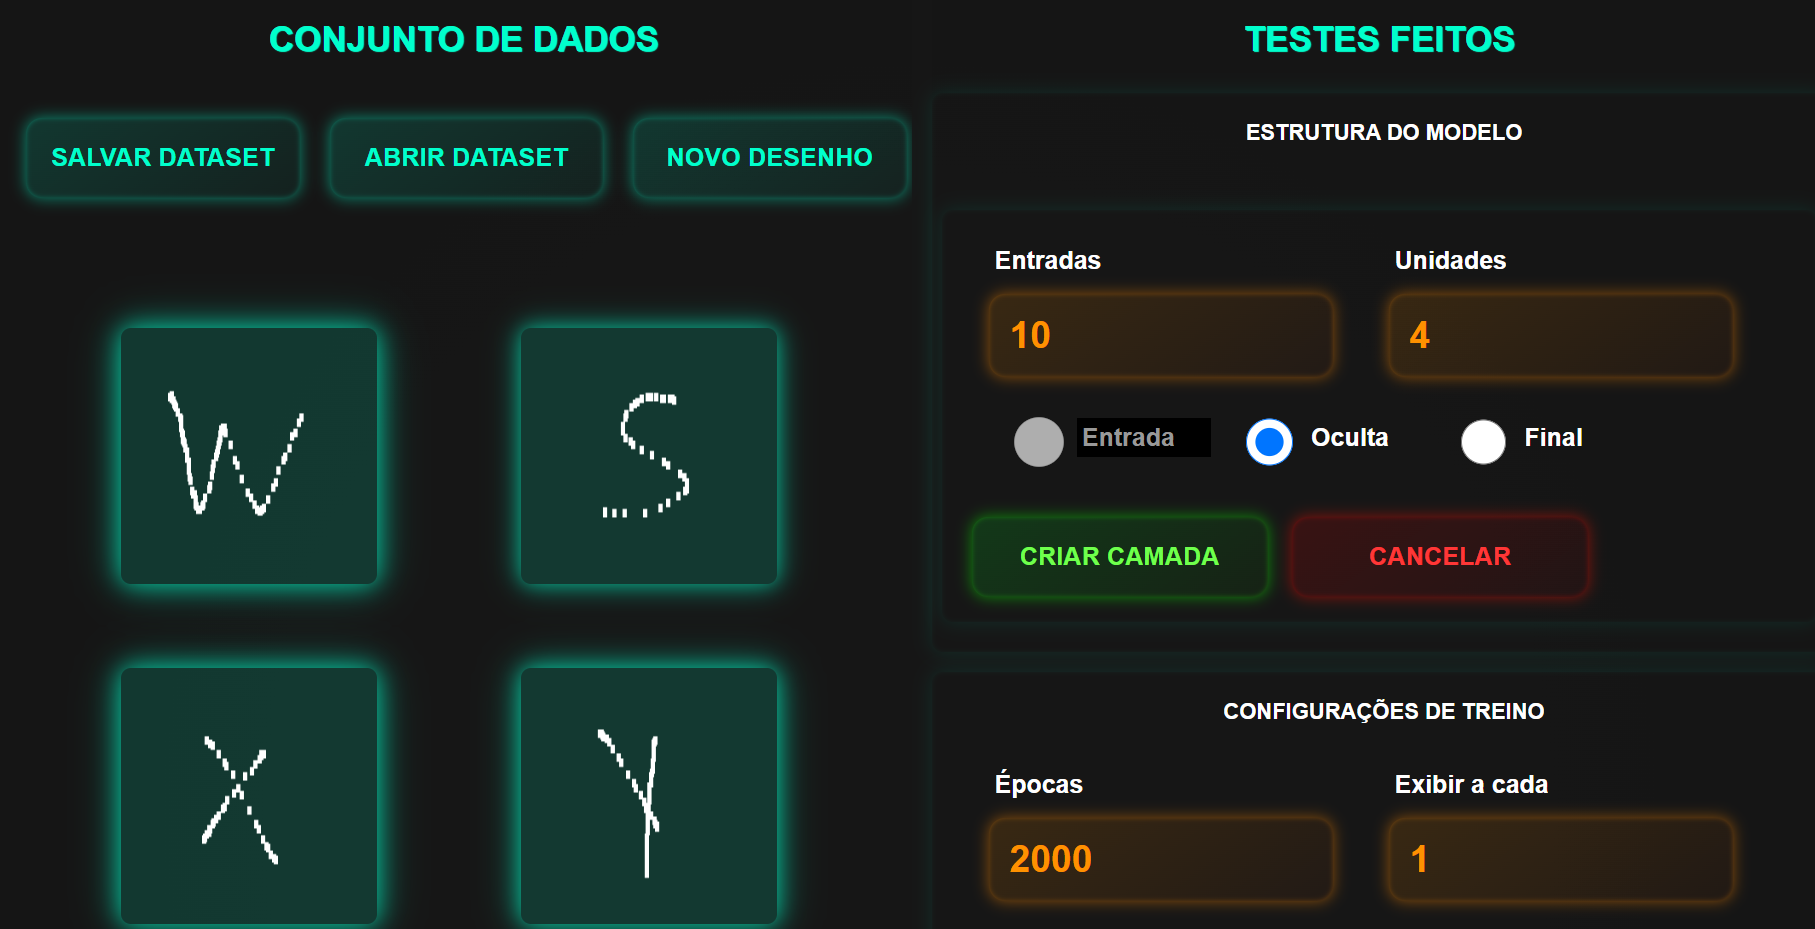 CONJUNTO DE DADOS
SALVAR DATASET
ABRIR DATASET
NOVO DESENHO
W
S
X
Y
TESTES FEITOS
ESTRUTURA DO MODELO
Entradas
Unidades
10
4
Entrada
Oculta
Final
CRIAR CAMADA
CANCELAR
CONFIGURAÇÕES DE TREINO
Épocas
Exibir a cada
2000
1